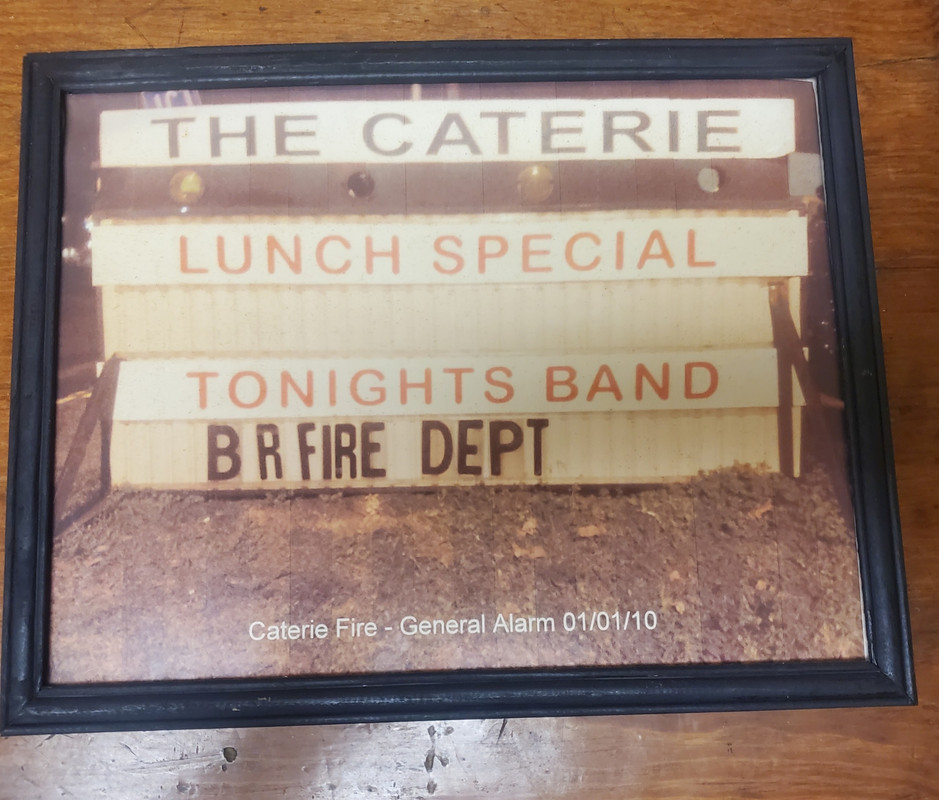 THE CATERIE
LUNCH SPECIAL
TONIGHTS BAND
B R FIRE DEPT
Caterie Fire - General Alarm 01/01/10